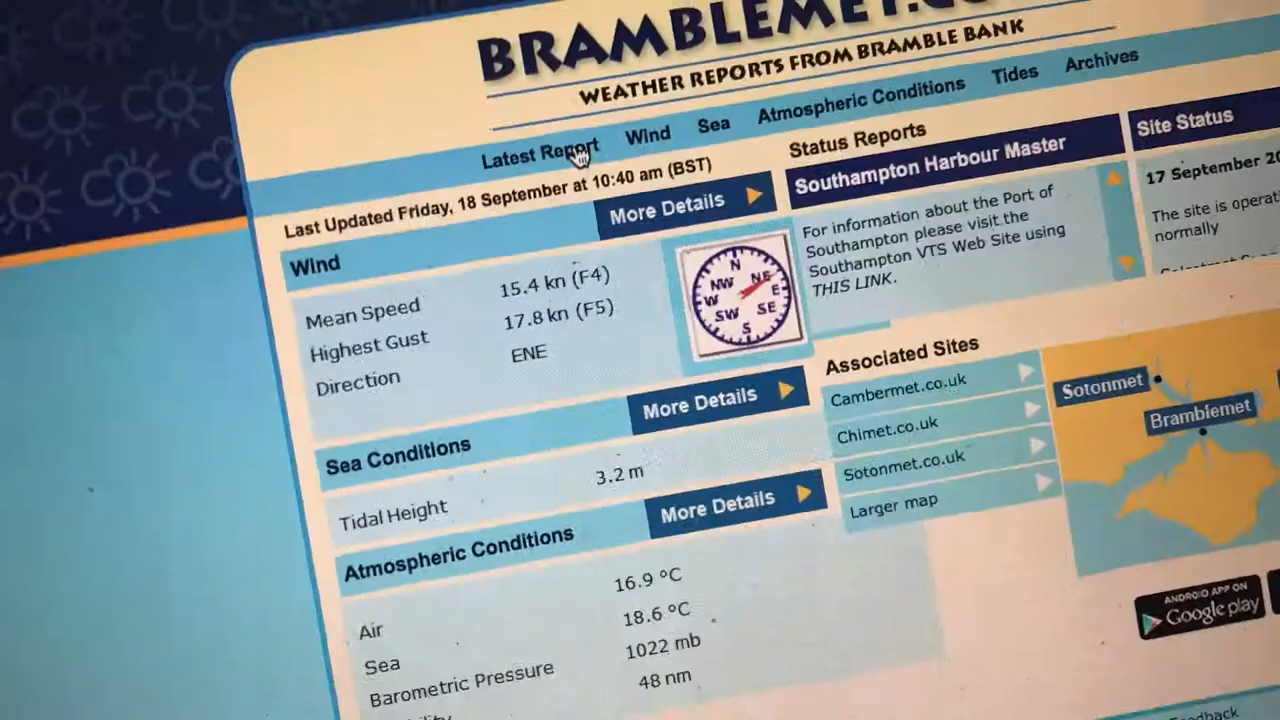 BRAMBLEMET.CO
WEATHER REPORTS FROM BRAMBLE BANK
Latest Report Wind Sea Atmospheric Conditions Tides Archives
Last Updated Friday, 18 September at 10:40 am (BST)
Wind
More Details
Mean Speed 15.4 kn (F4)
Highest Gust 17.8 kn (F5)
Direction ENE
N
NE
E
SE
S
SW
W
NW
Sea Conditions
More Details
Tidal Height 3.2 m
Atmospheric Conditions
More Details
Air 16.9 °C
Sea 18.6 °C
Barometric Pressure 1022 mb
48 nm
Status Reports
Southampton Harbour Master
For information about the Port of
Southampton please visit the
Southampton VTS Web Site using
THIS LINK.
Site Status
17 September 20
The site is operati
normally
Associated Sites
Cambermet.co.uk
Chimet.co.uk
Sotonmet.co.uk
Larger map
Sotonmet
Bramblemet
ANDROID APP ON
Google play